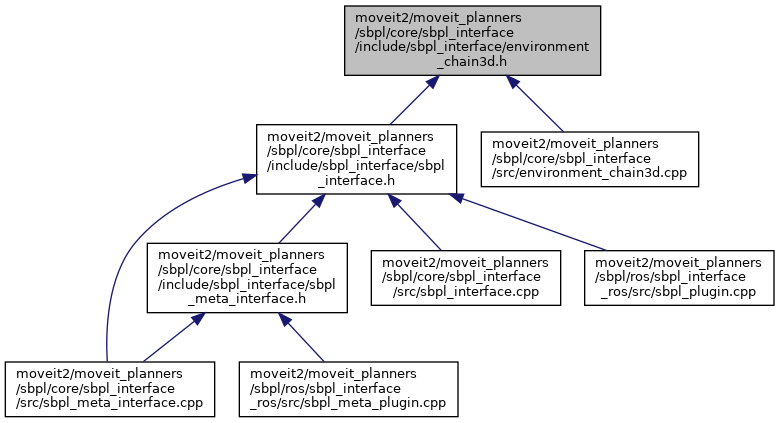 moveit2/moveit_planners
/sbpl/core/sbpl_interface
/include/sbpl_interface/environment
_chain3d.h
moveit2/moveit_planners
/sbpl/core/sbpl_interface
/include/sbpl_interface/sbpl
_interface.h
moveit2/moveit_planners
/sbpl/core/sbpl_interface
/src/environment_chain3d.cpp
moveit2/moveit_planners
/sbpl/core/sbpl_interface
/include/sbpl_interface/sbpl
_meta_interface.h
moveit2/moveit_planners
/sbpl/core/sbpl_interface
/src/sbpl_interface.cpp
moveit2/moveit_planners
/sbpl/ros/sbpl_interface
_ros/src/sbpl_plugin.cpp
moveit2/moveit_planners
/sbpl/core/sbpl_interface
/src/sbpl_meta_interface.cpp
moveit2/moveit_planners
/sbpl/ros/sbpl_interface
_ros/src/sbpl_meta_plugin.cpp